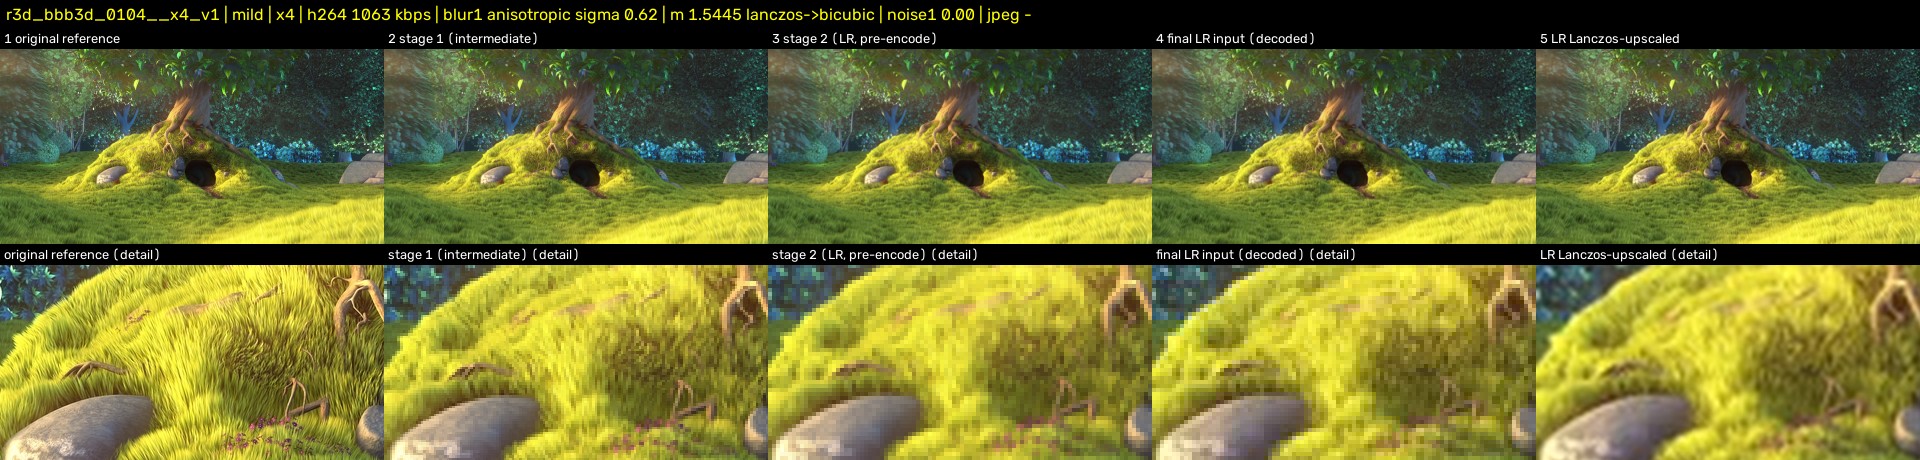 r3d_bbb3d_0104__x4_v1 | mild | x4 | h264 1063 kbps | blur1 anisotropic sigma 0.62 | m 1.5445 lanczos->bicubic | noise1 0.00 | jpeg -
1 original reference
2 stage 1 (intermediate)
3 stage 2 (LR, pre-encode)
4 final LR input (decoded)
5 LR Lanczos-upscaled
original reference (detail)
stage 1 (intermediate) (detail)
stage 2 (LR, pre-encode) (detail)
final LR input (decoded) (detail)
LR Lanczos-upscaled (detail)